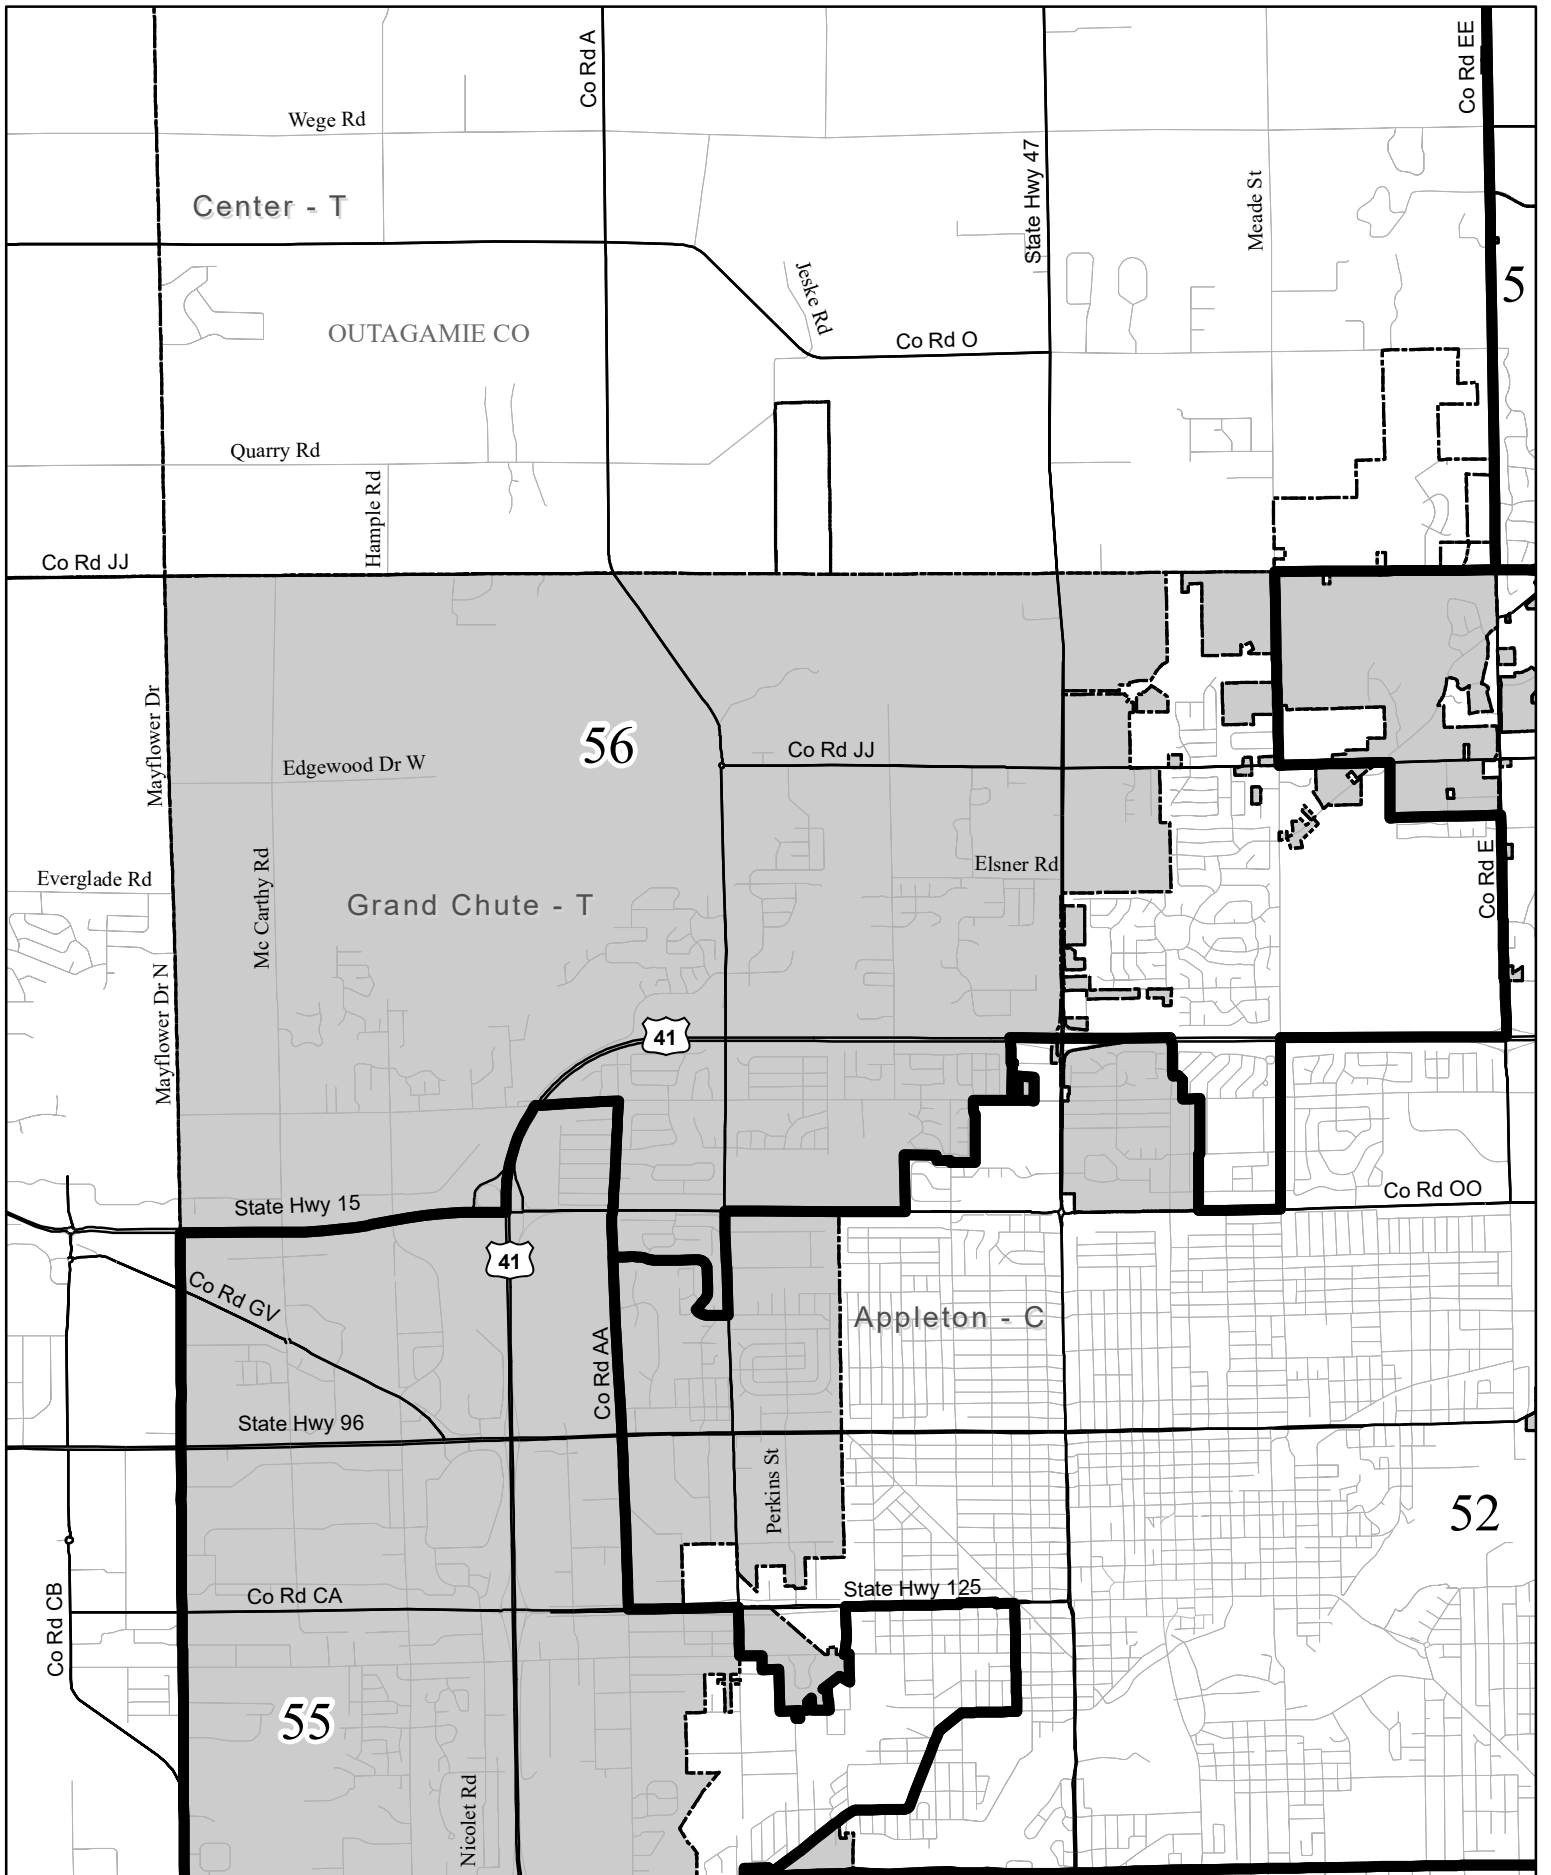 Co Rd A
Co Rd EE
Wege Rd
State Hwy 47
Meade St
Center - T
Jeske Rd
5
OUTAGAMIE CO
Co Rd O
Quarry Rd
Hample Rd
Co Rd JJ
Mayflower Dr
56
Co Rd JJ
Edgewood Dr W
Mc Carthy Rd
Elsner Rd
Co Rd E
Everglade Rd
Grand Chute - T
Mayflower Dr N
41
Co Rd OO
State Hwy 15
41
Co Rd GV
Appleton - C
Co Rd AA
State Hwy 96
Perkins St
52
Co Rd CB
Co Rd CA
State Hwy 125
55
Nicolet Rd